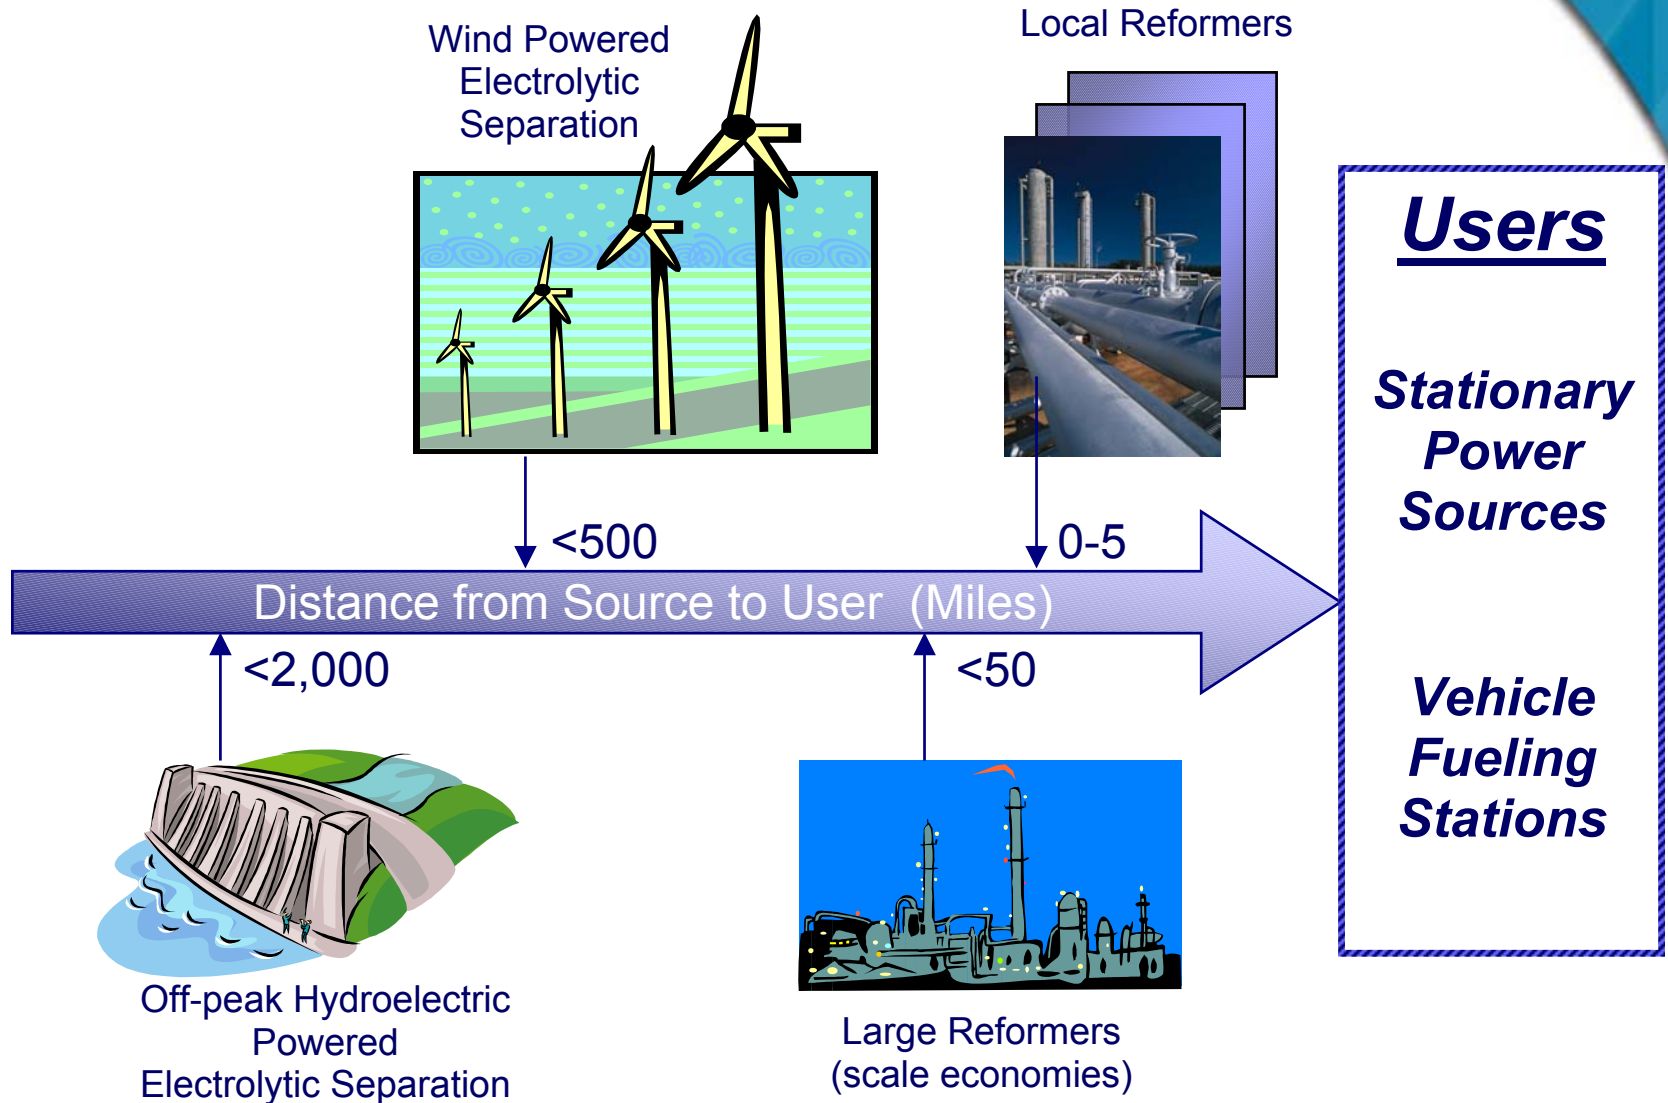 Wind Powered
Electrolytic
Separation
Local Reformers
Users
Stationary
Power
Sources
Vehicle
Fueling
Stations
<500
0-5
Distance from Source to User (Miles)
<2,000
<50
Off-peak Hydroelectric
Powered
Electrolytic Separation
Large Reformers
(scale economies)